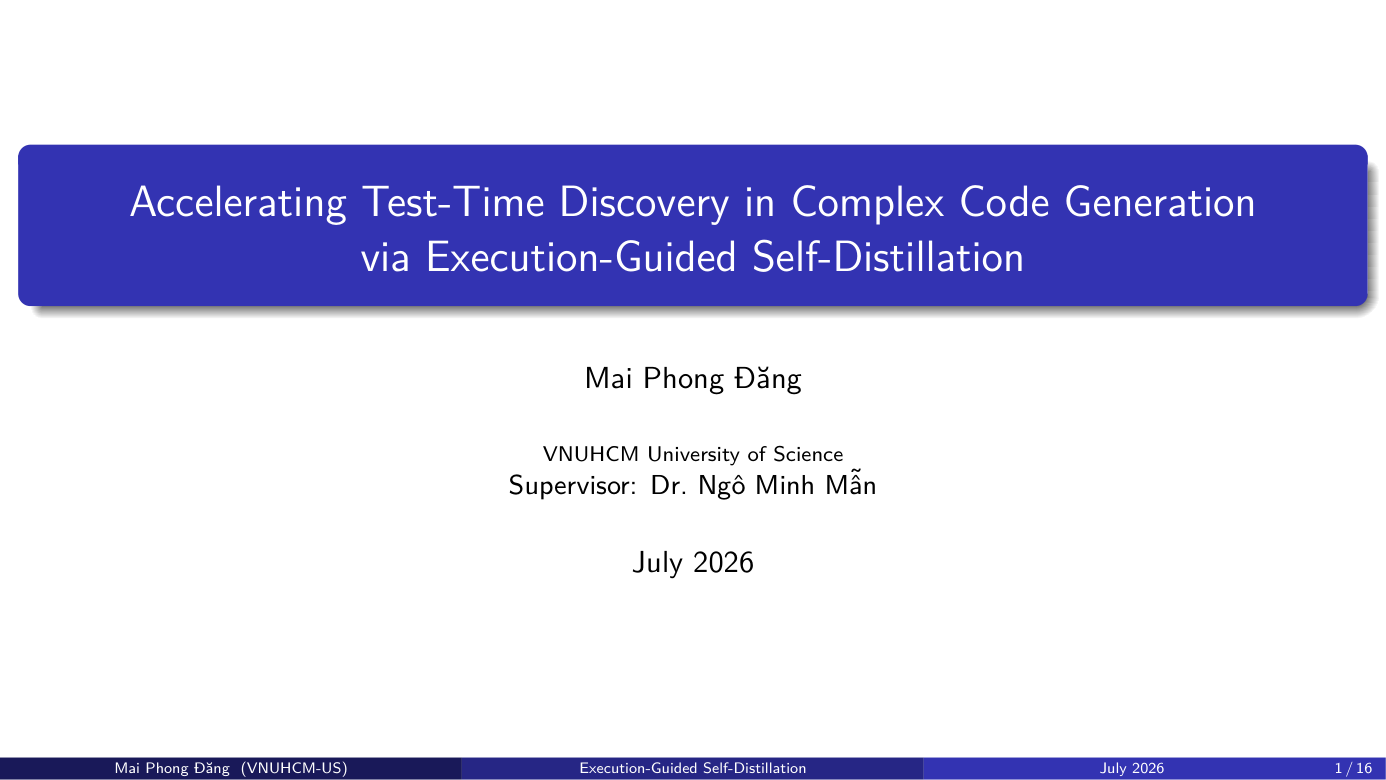 Accelerating Test-Time Discovery in Complex Code Generation
via Execution-Guided Self-Distillation
Mai Phong Đăng
VNUHCM University of Science
Supervisor: Dr. Ngô Minh Mẫn
July 2026
Mai Phong Đăng (VNUHCM-US)
Execution-Guided Self-Distillation
July 2026
1 / 16